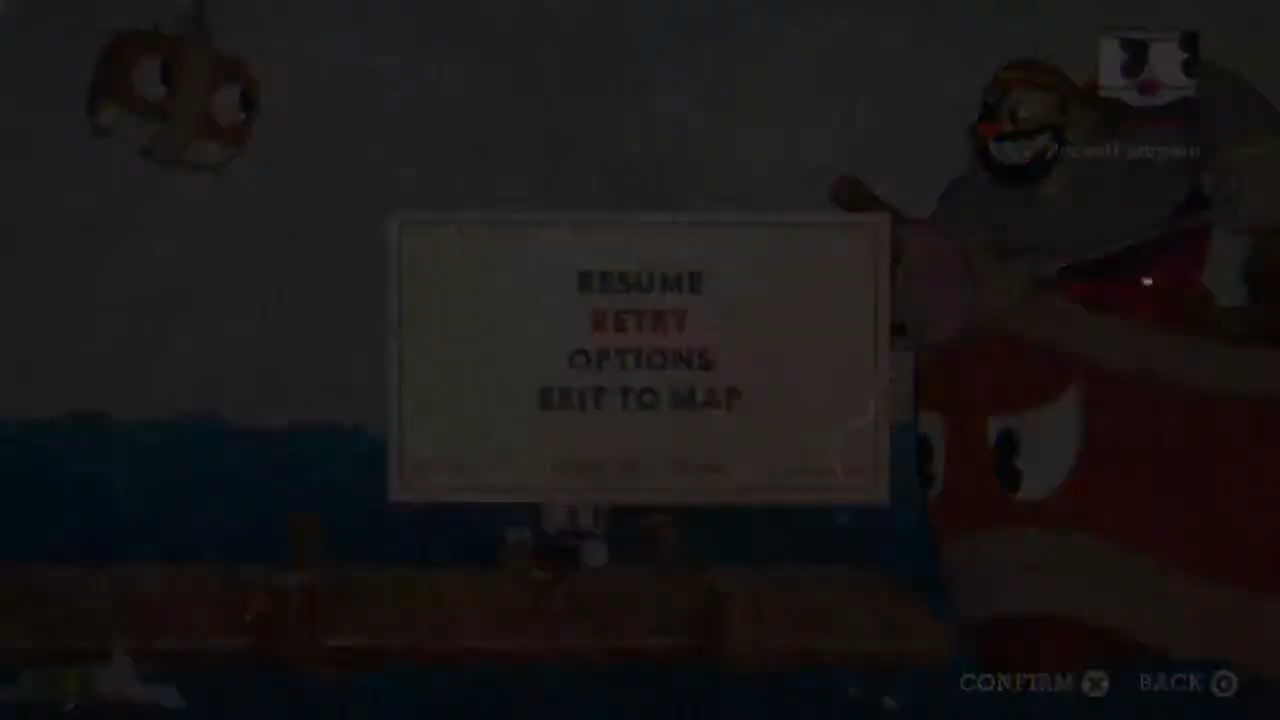 RESUME
RETRY
OPTIONS
EXIT TO MAP
CONFIRM
BACK